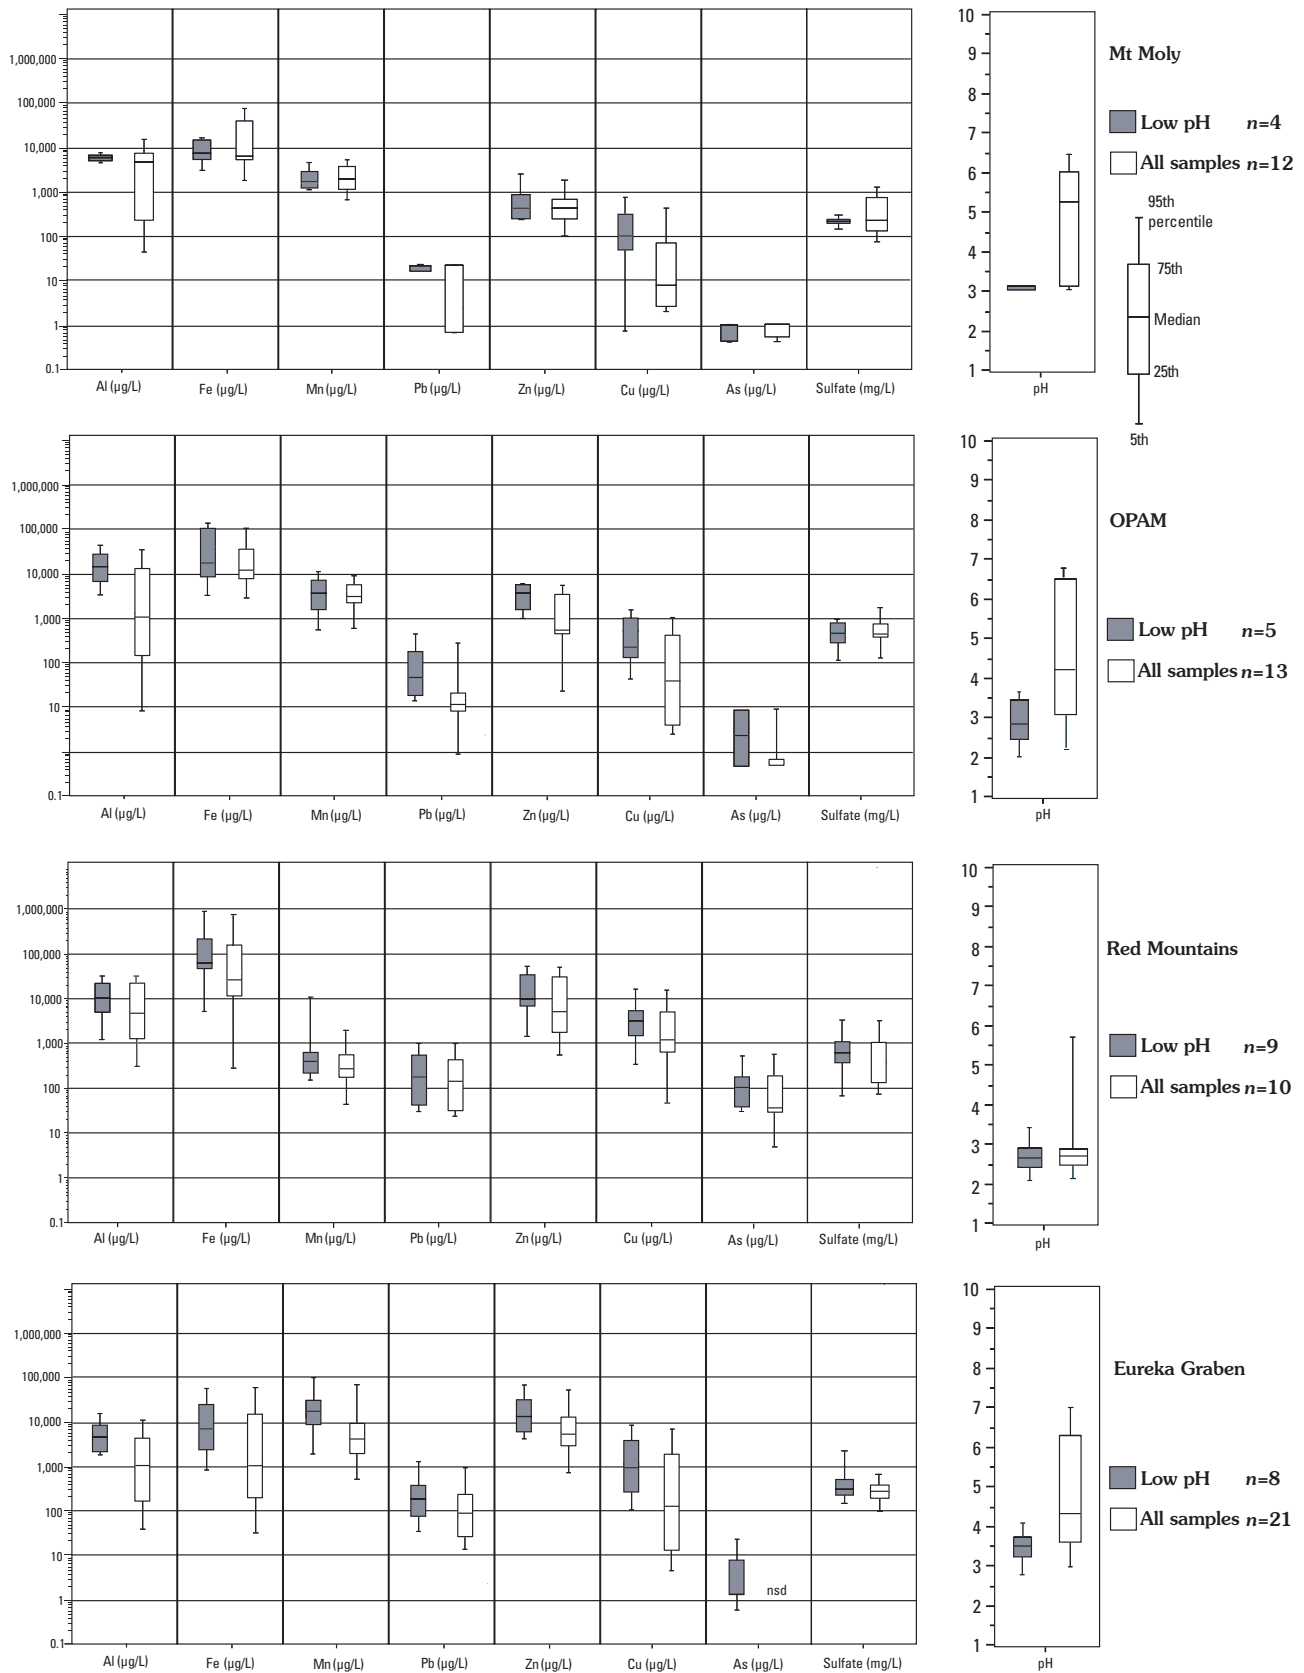 1,000,000
100,000
10,000
1,000
100
10
1
0.1
Al (µg/L) Fe (µg/L) Mn (µg/L) Pb (µg/L) Zn (µg/L) Cu (µg/L) As (µg/L) Sulfate (mg/L)
10
9
8
7
6
5
4
3
2
1
pH
Mt Moly
Low pH n=4
All samples n=12
95th
percentile
75th
Median
25th
5th
1,000,000
100,000
10,000
1,000
100
10
0.1
Al (µg/L) Fe (µg/L) Mn (µg/L) Pb (µg/L) Zn (µg/L) Cu (µg/L) As (µg/L) Sulfate (mg/L)
10
9
8
7
6
5
4
3
2
1
pH
OPAM
Low pH n=5
All samples n=13
1,000,000
100,000
10,000
1,000
100
10
1
0.1
Al (µg/L) Fe (µg/L) Mn (µg/L) Pb (µg/L) Zn (µg/L) Cu (µg/L) As (µg/L) Sulfate (mg/L)
10
9
8
7
6
5
4
3
2
1
pH
Red Mountains
Low pH n=9
All samples n=10
1,000,000
100,000
10,000
1,000
100
10
1
0.1
nsd
Al (µg/L) Fe (µg/L) Mn (µg/L) Pb (µg/L) Zn (µg/L) Cu (µg/L) As (µg/L) Sulfate (mg/L)
10
9
8
7
6
5
4
3
2
1
pH
Eureka Graben
Low pH n=8
All samples n=21